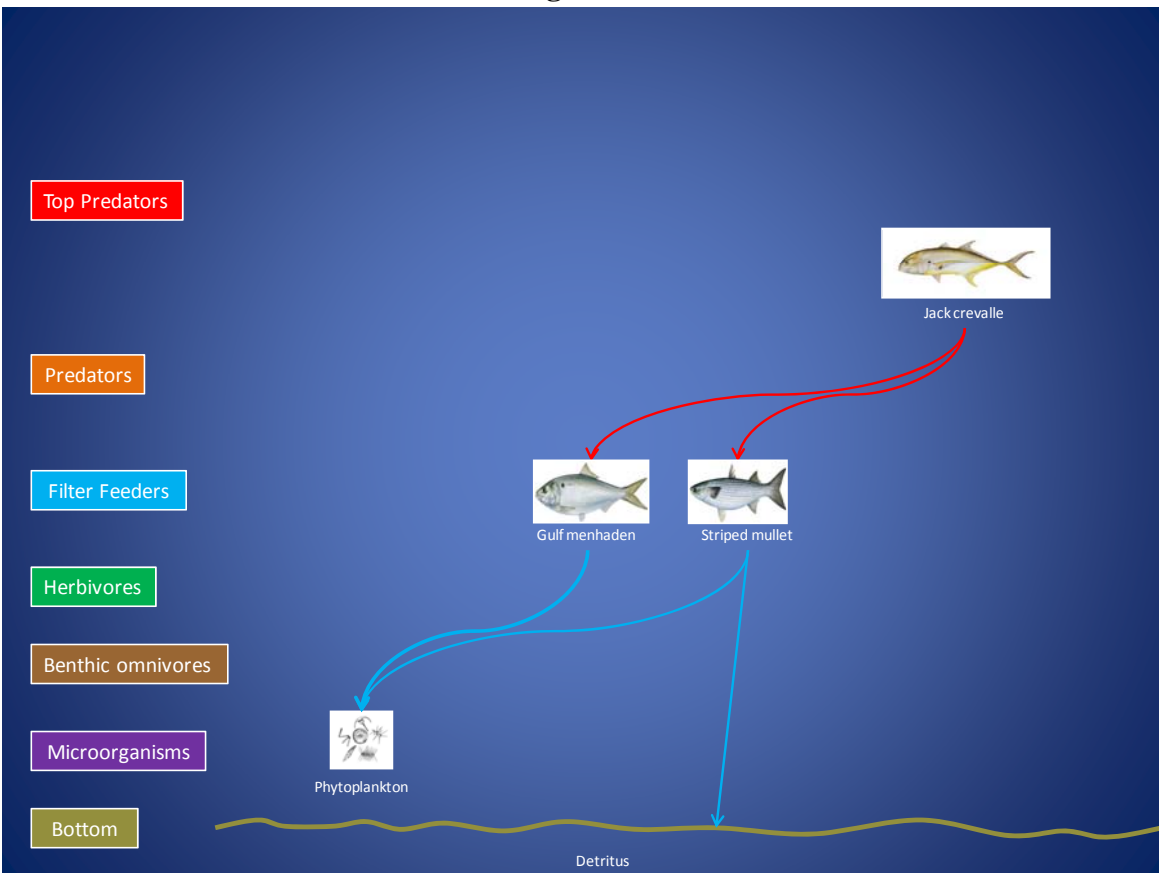 Top Predators
Jack crevalle
Predators
Filter Feeders
Gulf menhaden
Striped mullet
Herbivores
Benthic omnivores
Microorganisms
Phytoplankton
Bottom
Detritus